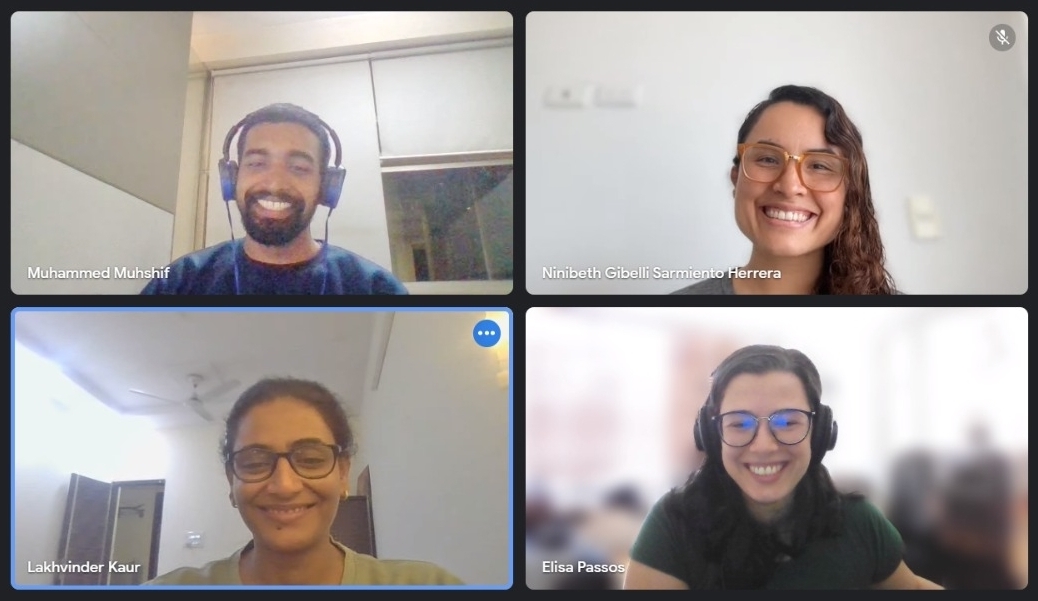 Muhammed Muhshif
Ninibeth Gibelli Sarmiento Herrera
Lakhvinder Kaur
Elisa Passos